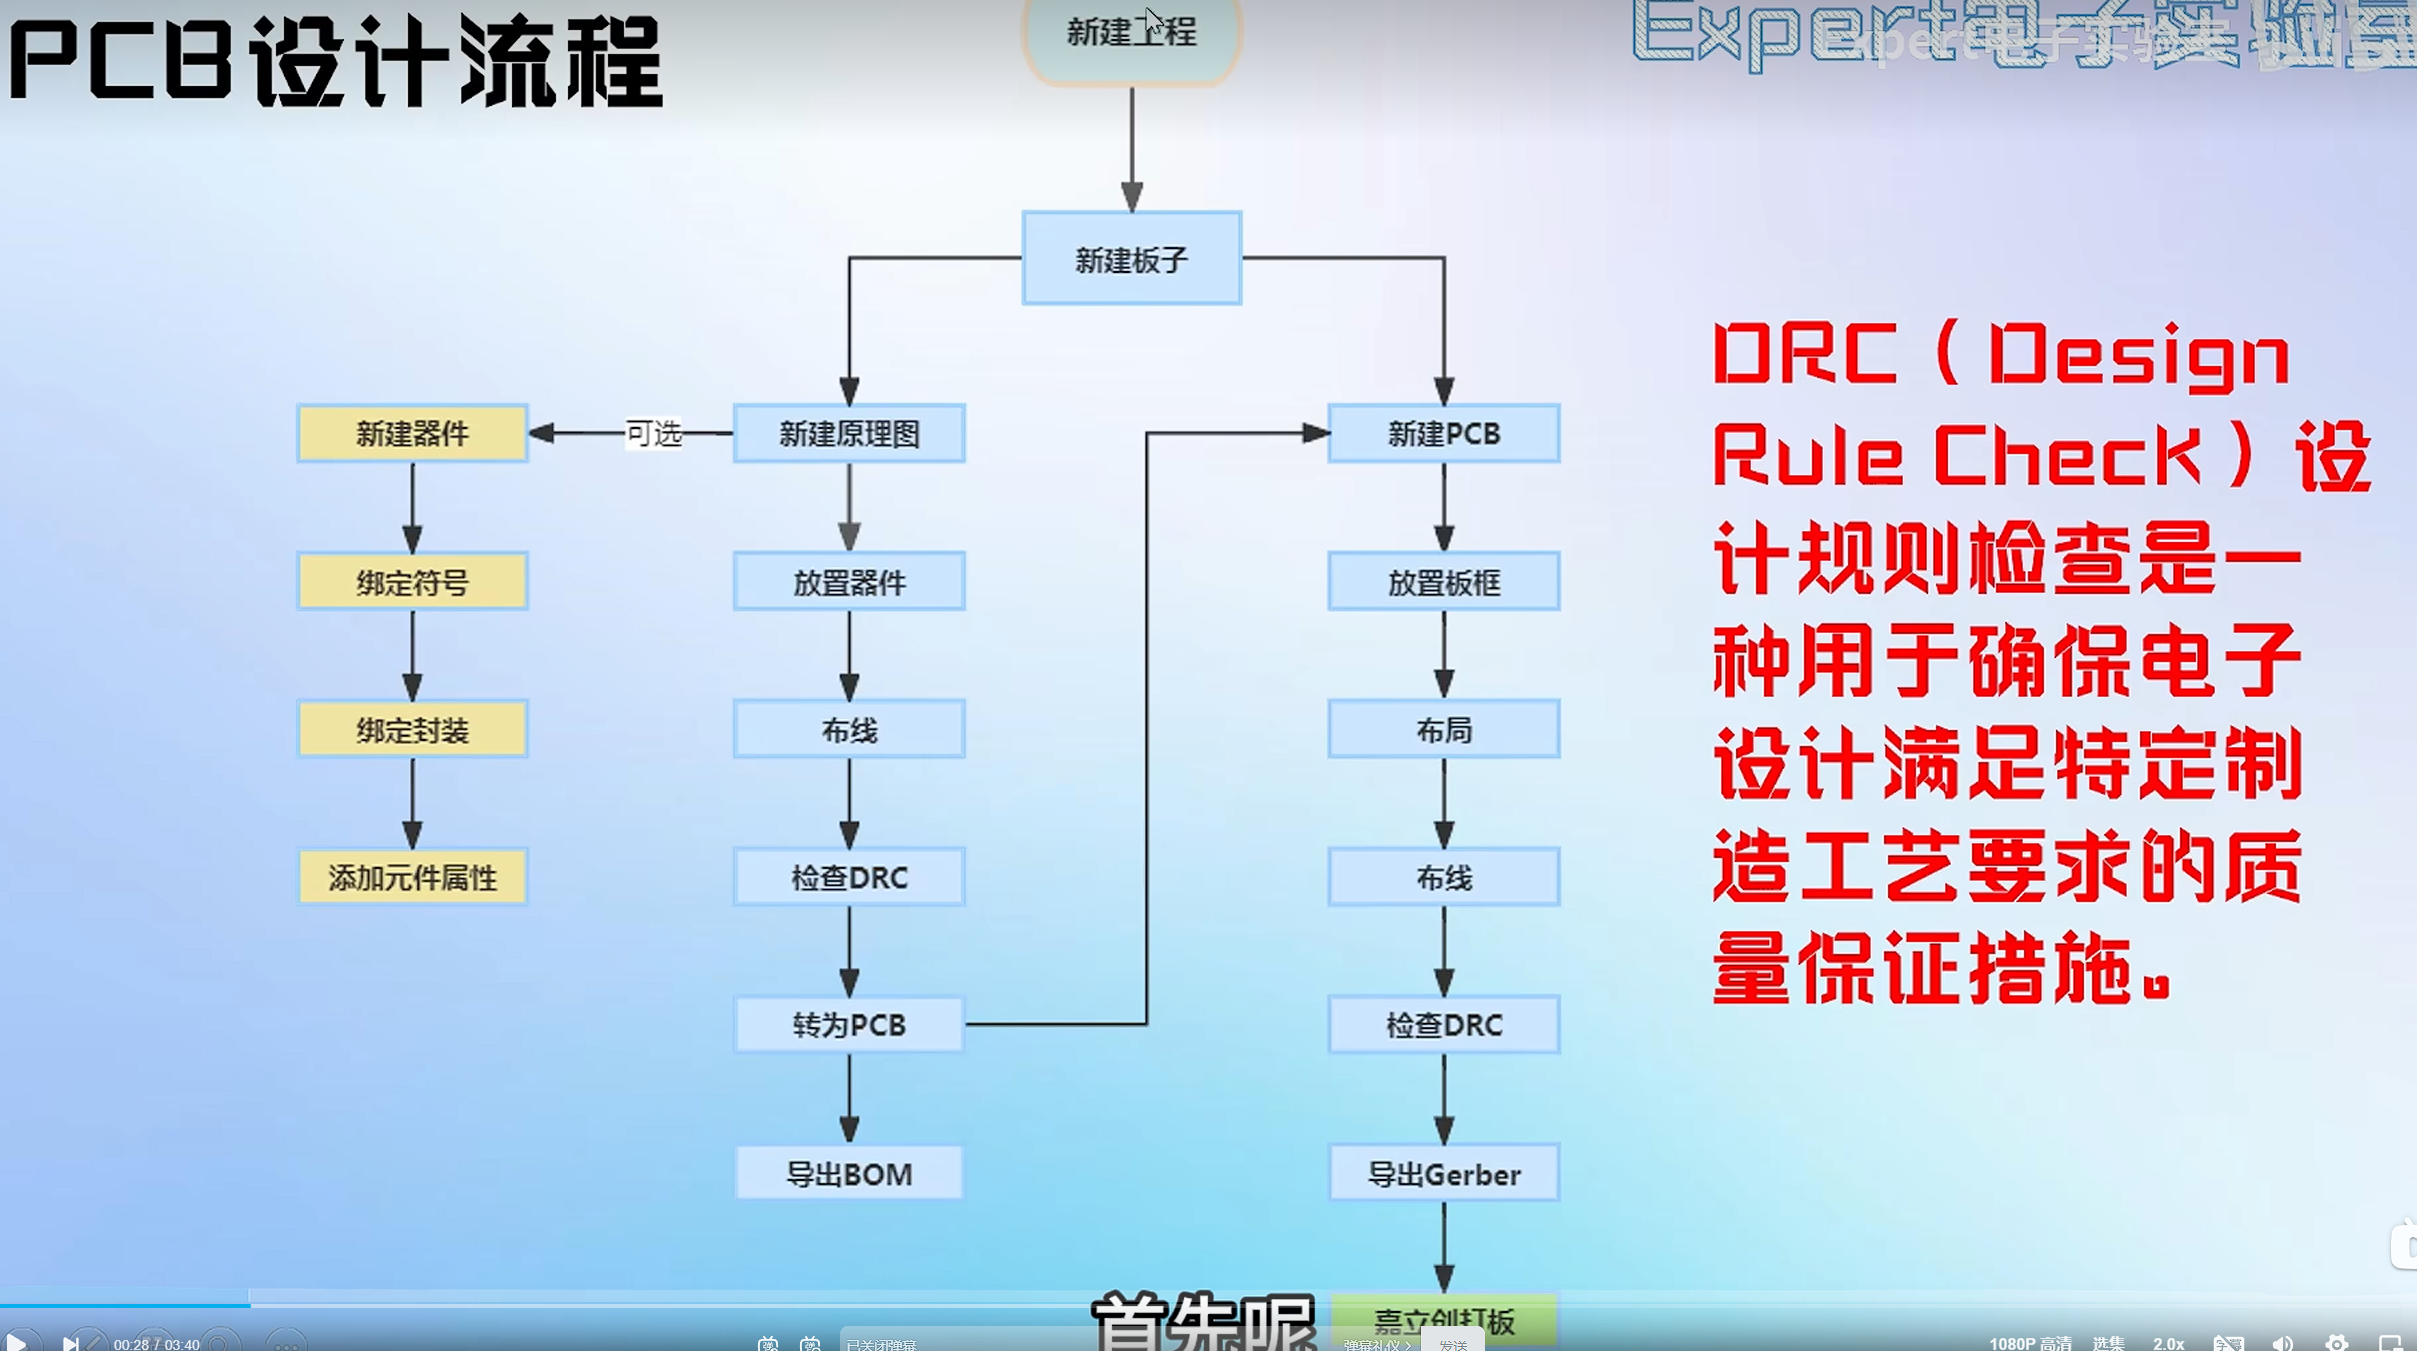 PCB设计流程
新建工程
Expert电子实验室
新建板子
新建器件
可选
新建原理图
新建PCB
绑定符号
放置器件
放置板框
绑定封装
布线
布局
添加元件属性
检查DRC
布线
转为PCB
检查DRC
导出BOM
导出Gerber
嘉立创打板
DRC（Design
Rule Check）设
计规则检查是一
种用于确保电子
设计满足特定制
造工艺要求的质
量保证措施。
首先呢
00:28 / 03:40
已关闭弹幕
弹幕礼仪 >
发送
1080P 高清
选集
2.0x